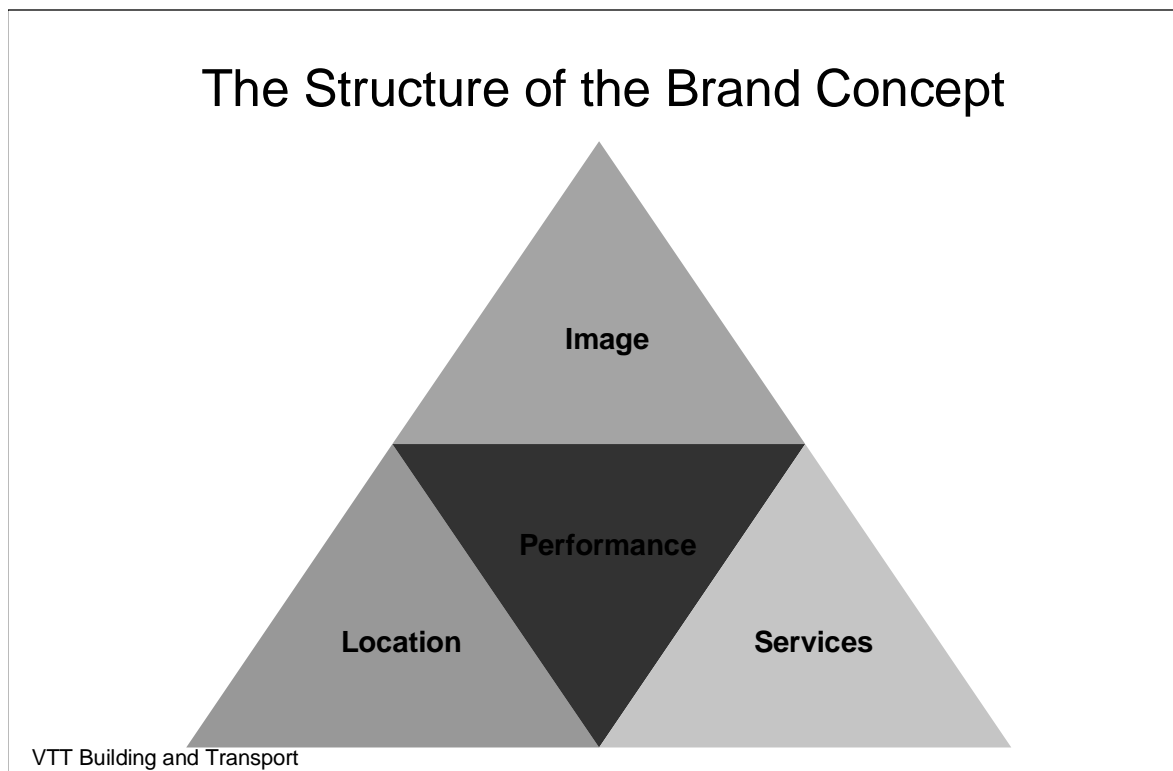 The Structure of the Brand Concept
Image
Performance
Location
Services
VTT Building and Transport